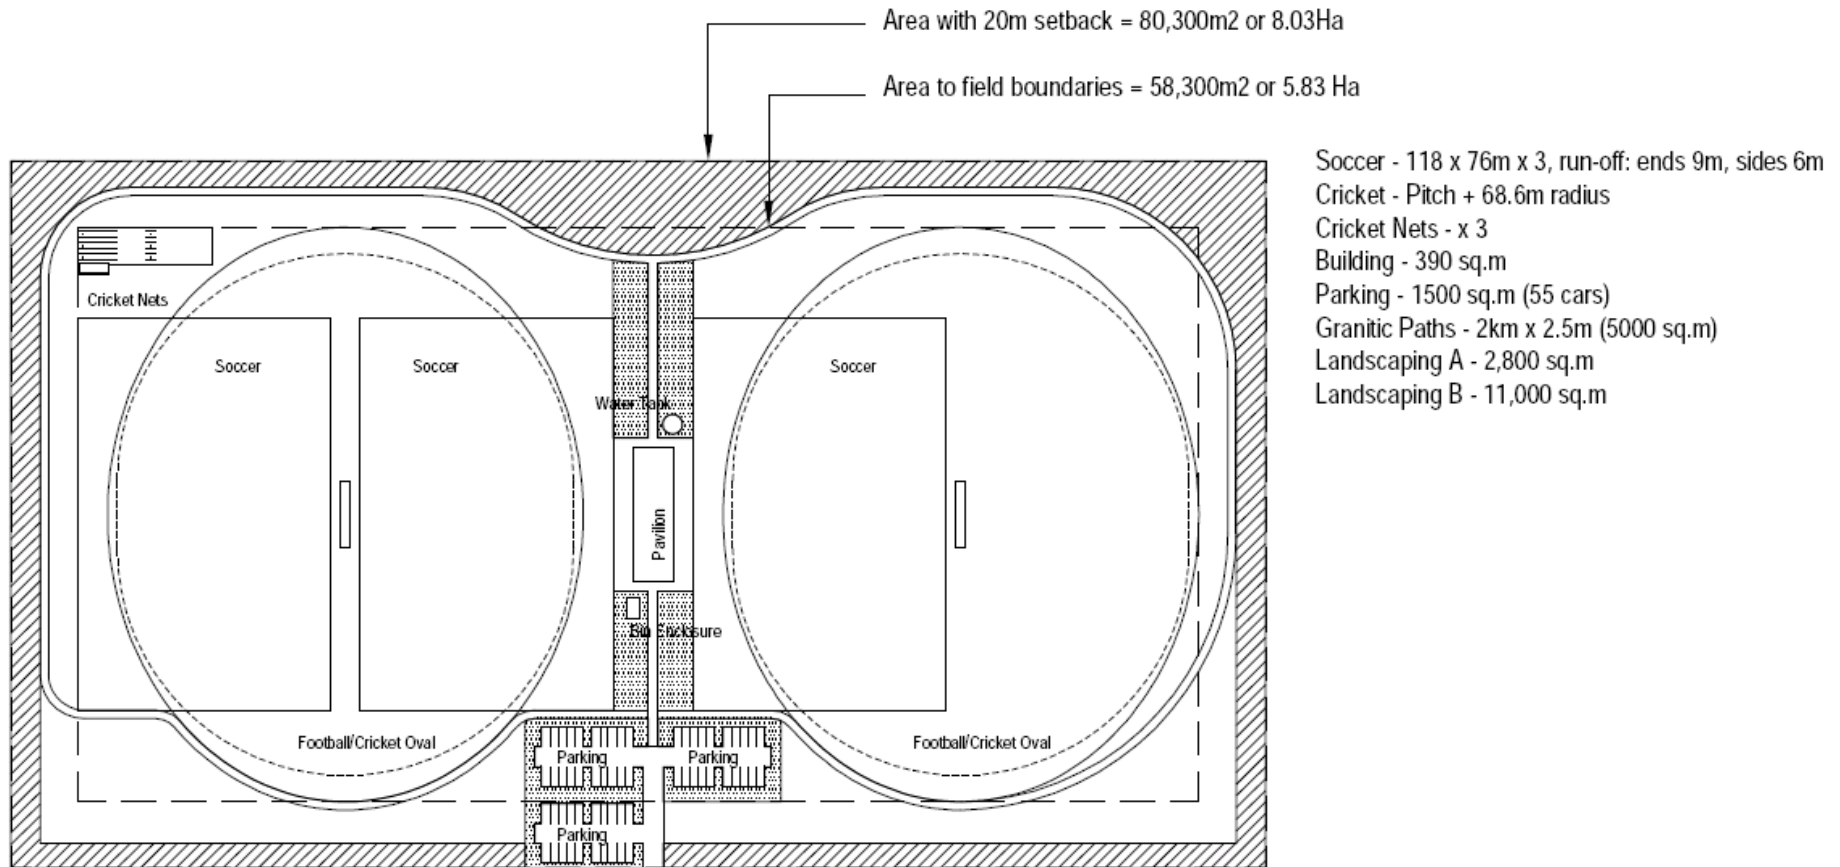 Area with 20m setback = 80,300m2 or 8.03Ha
Area to field boundaries = 58,300m2 or 5.83 Ha
Soccer - 118 x 76m x 3, run-off: ends 9m, sides 6m
Cricket - Pitch + 68.6m radius
Cricket Nets - x 3
Building - 390 sq.m
Parking - 1500 sq.m (55 cars)
Granitic Paths - 2km x 2.5m (5000 sq.m)
Landscaping A - 2,800 sq.m
Landscaping B - 11,000 sq.m
Cricket Nets
Soccer
Soccer
Soccer
Water Tank
Pavilion
Bin Enclosure
Football/Cricket Oval
Football/Cricket Oval
Parking
Parking
Parking